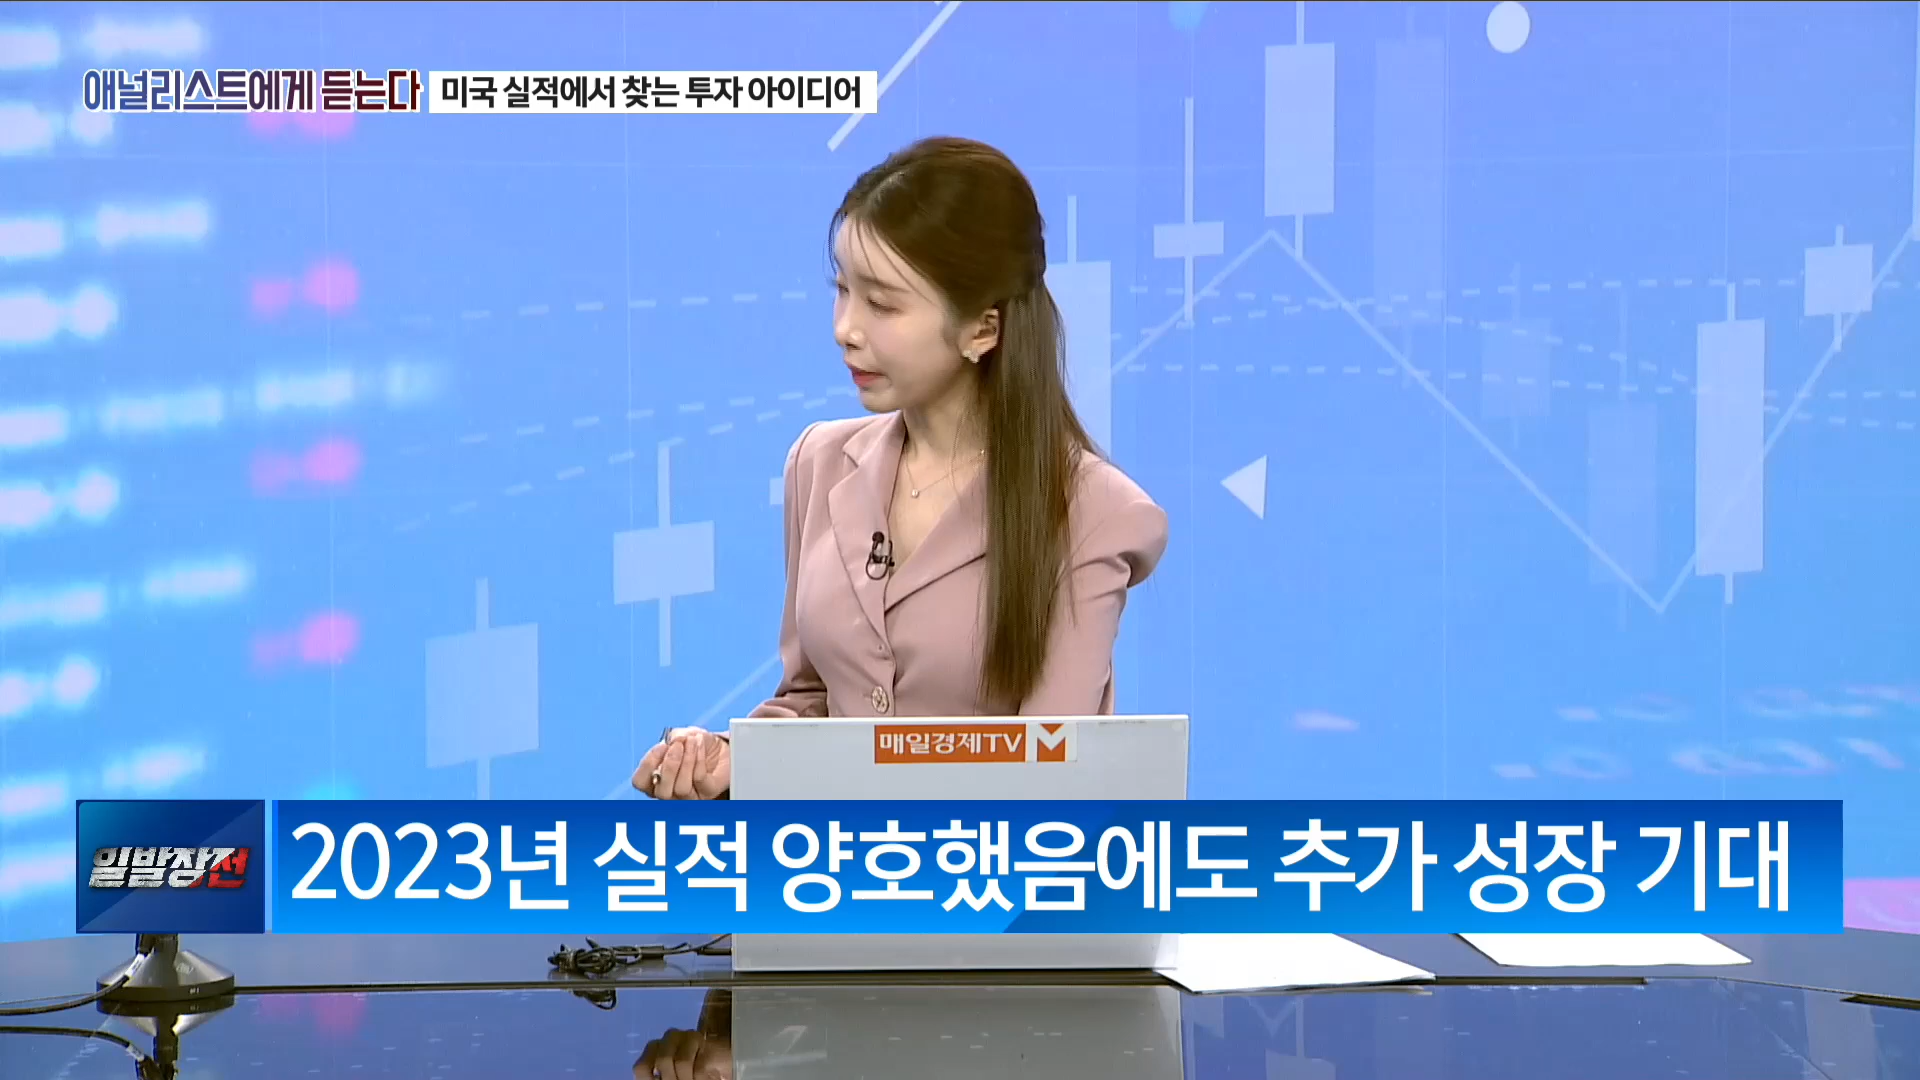 애널리스트에게 듣는다 미국 실적에서 찾는 투자 아이디어
매일경제TV M
일발장전 2023년 실적 양호했음에도 추가 성장 기대